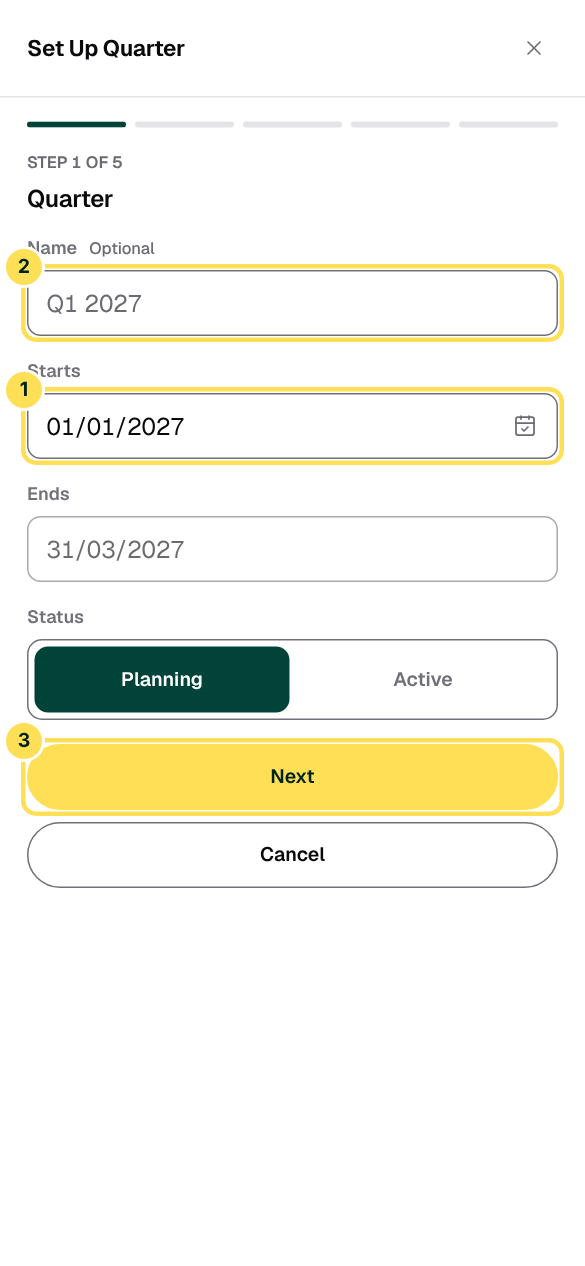 Set Up Quarter
STEP 1 OF 5
Quarter
Name Optional
2
Q1 2027
Starts
1
01/01/2027
Ends
31/03/2027
Status
Planning Active
3
Next
Cancel